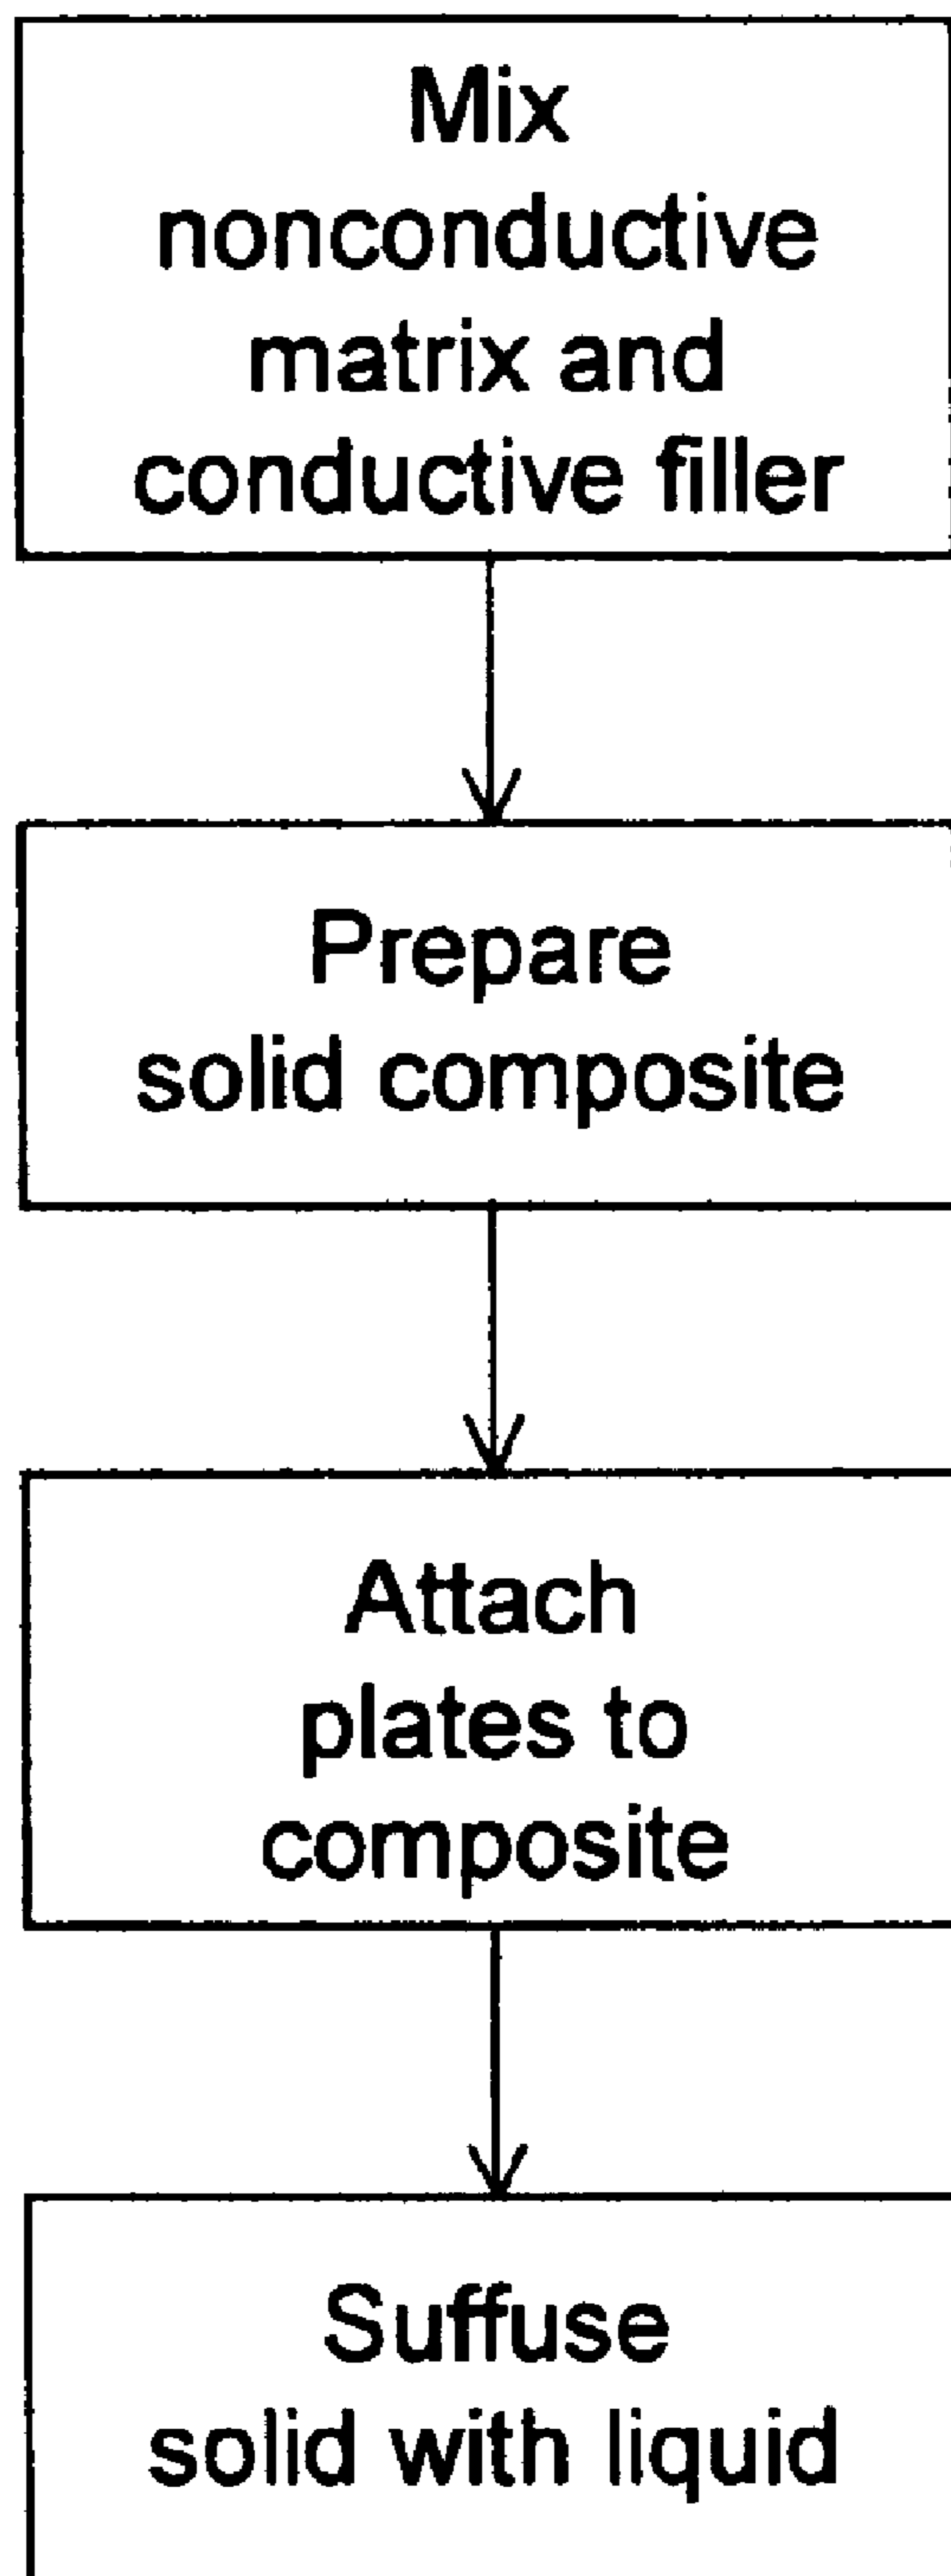 Mix
nonconductive
matrix and
conductive filler
Prepare
solid composite
Attach
plates to
composite
Suffuse
solid with liquid